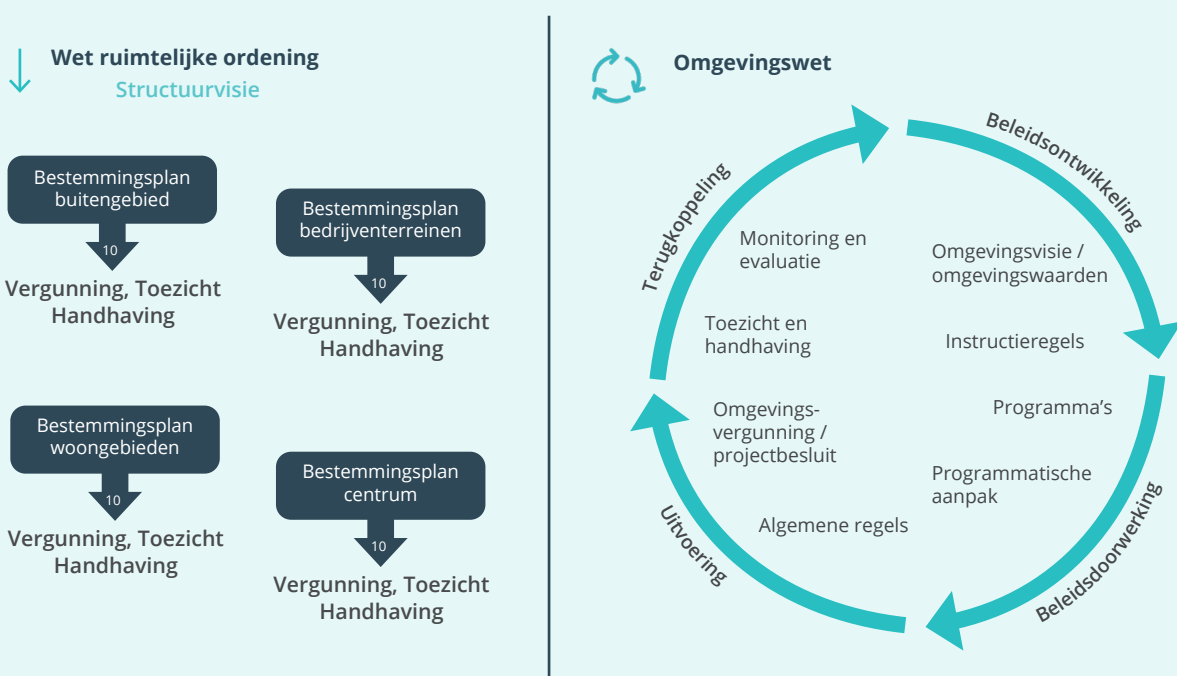 Wet ruimtelijke ordening
Structuurvisie
Bestemmingsplan
buitengebied
10
Vergunning, Toezicht
Handhaving
Bestemmingsplan
bedrijventerreinen
10
Vergunning, Toezicht
Handhaving
Bestemmingsplan
woongebieden
10
Vergunning, Toezicht
Handhaving
Bestemmingsplan
centrum
10
Vergunning, Toezicht
Handhaving
Omgevingswet
Beleidsontwikkeling
Omgevingsvisie /
omgevingswaarden
Instructieregels
Programma’s
Programmatische
aanpak
Beleidsdoorwerking
Algemene regels
Uitvoering
Omgevings-
vergunning /
projectbesluit
Toezicht en
handhaving
Monitoring en
evaluatie
Terugkoppeling